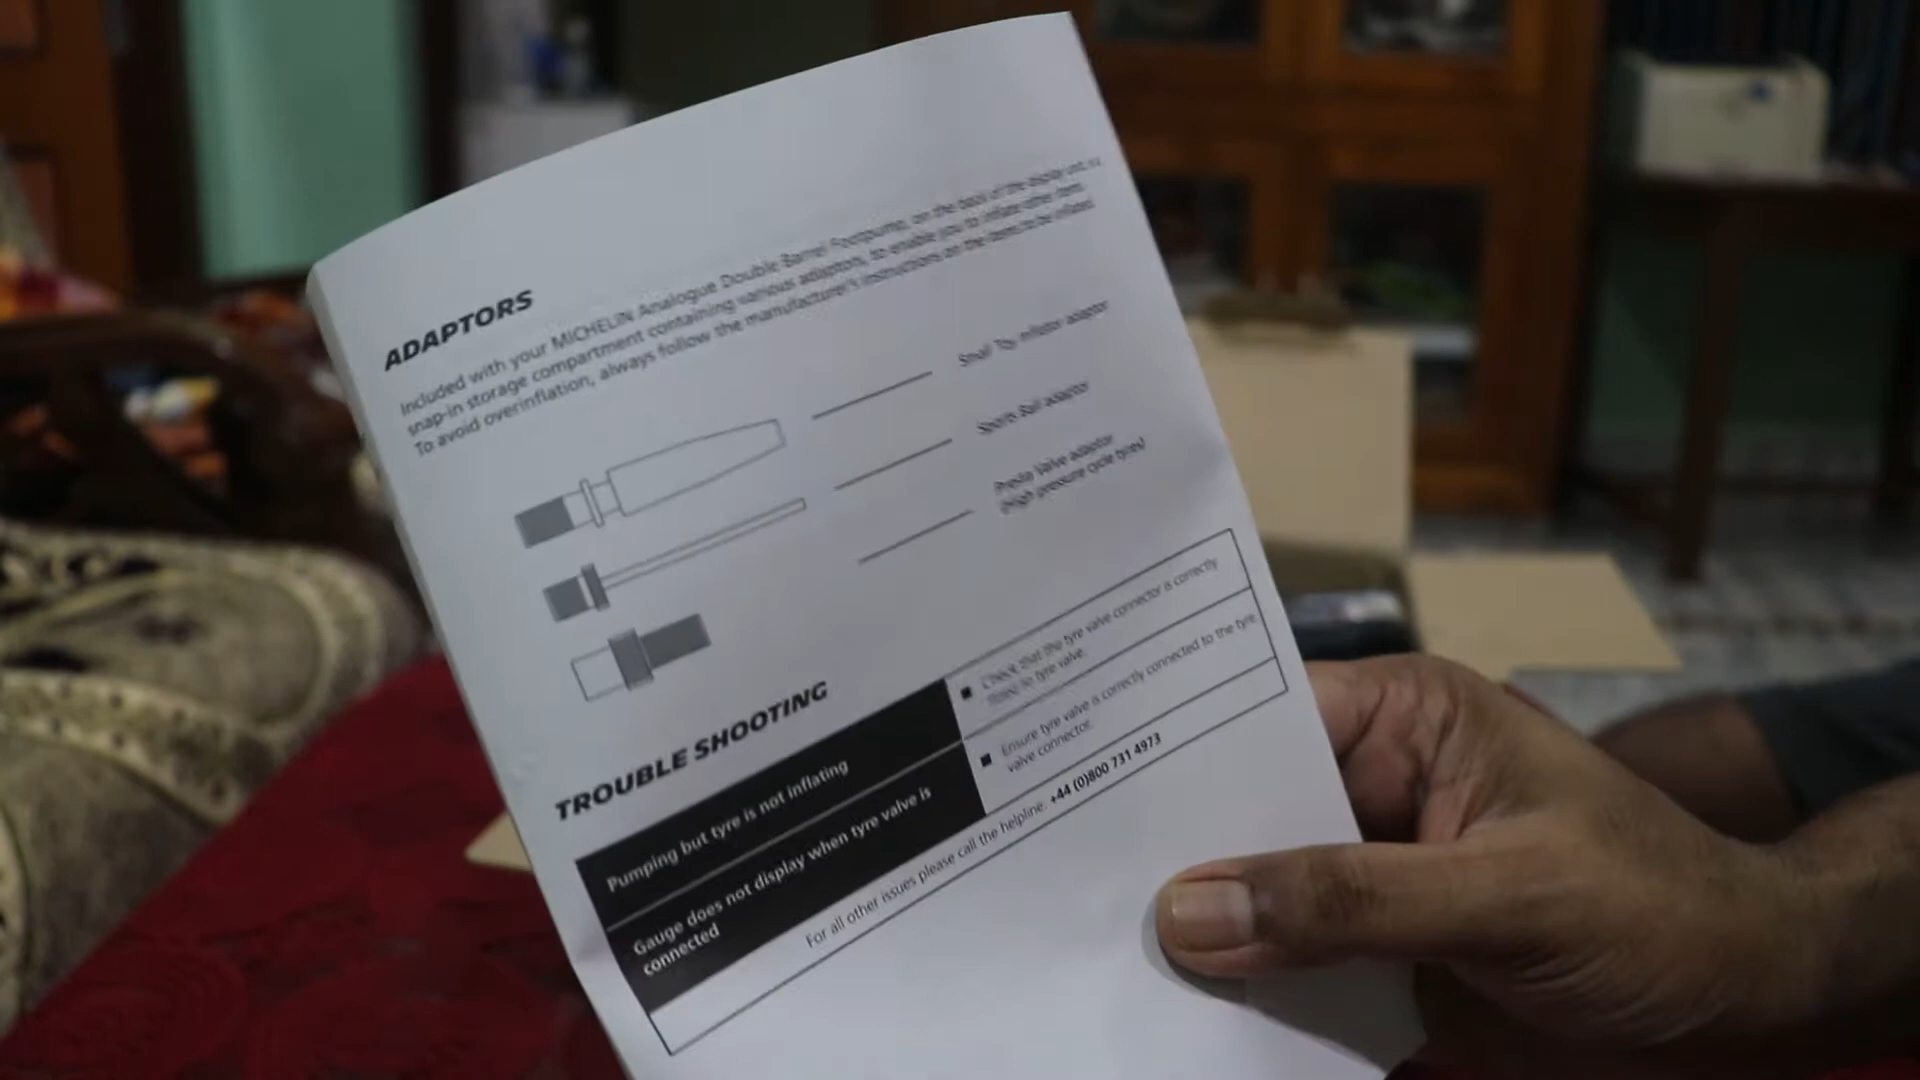 ADAPTORS
Included with your MICHELIN Analogue Double Barrel Footpump, on the back of the display unit is
snap-in storage compartment containing various adaptors, to enable you to inflate other items
To avoid overinflation, always follow the manufacturer's instructions on the item to be inflated
Small Toy inflator adaptor
Sports Ball adaptor
Presta Valve adaptor
(high pressure cycle tyres)
TROUBLE SHOOTING
Pumping but tyre is not inflating
■ Check that the tyre valve connector is correctly
fitted to tyre valve.
Gauge does not display when tyre valve is
connected
■ Ensure tyre valve is correctly connected to the tyre
valve connector.
For all other issues please call the helpline: +44 (0)800 731 4973